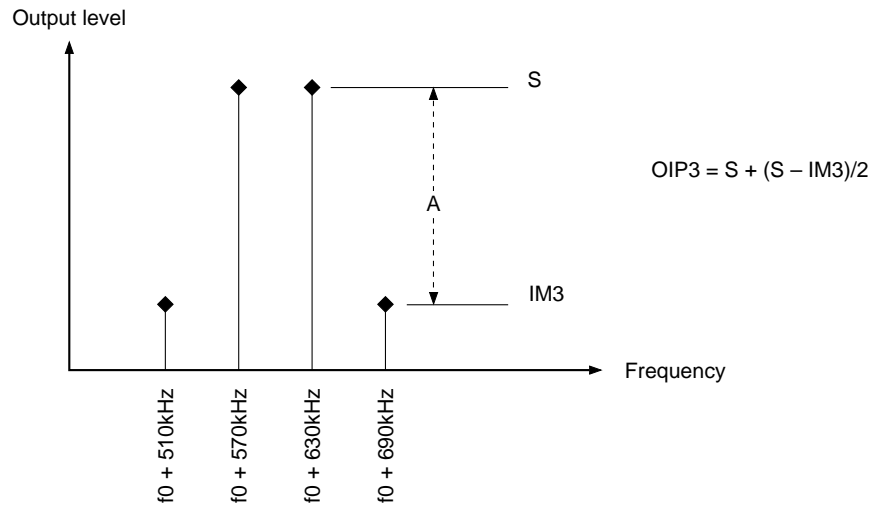 Output level
S
OIP3 = S + (S – IM3)/2
A
IM3
Frequency
f0 + 510kHz
f0 + 570kHz
f0 + 630kHz
f0 + 690kHz